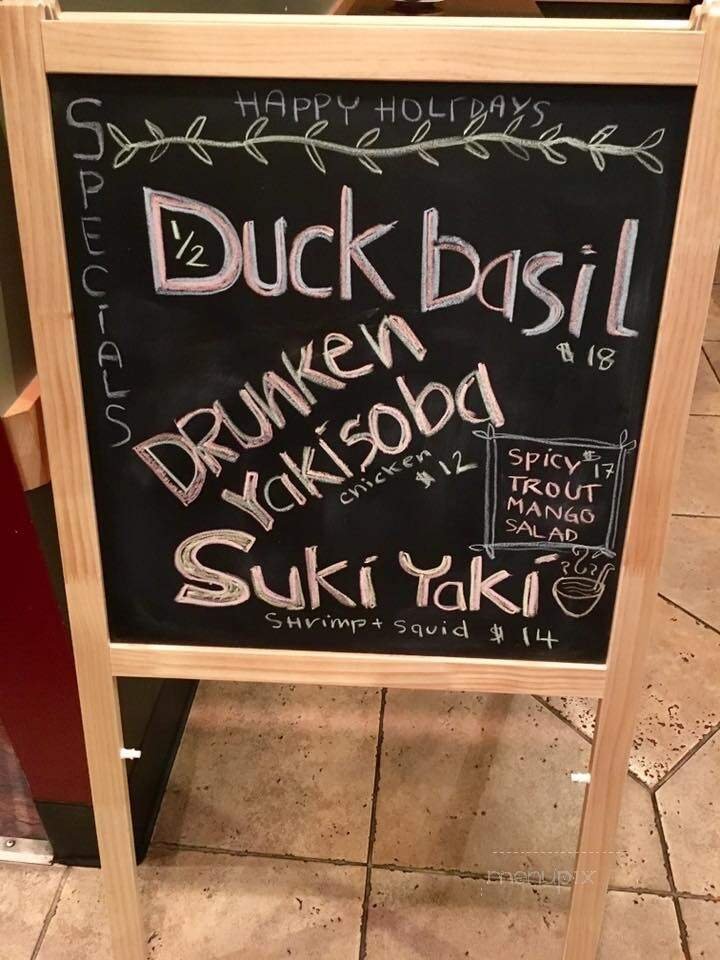 HAPPY HOLIDAYS
SPECIALS
1/2 Duck basil
$18
DRUNKEN
Yakisoba
chicken $12
SPicY $17
TROUT
MANGO
SALAD
Suki Yaki
SHrimp + Squid $14
menupix